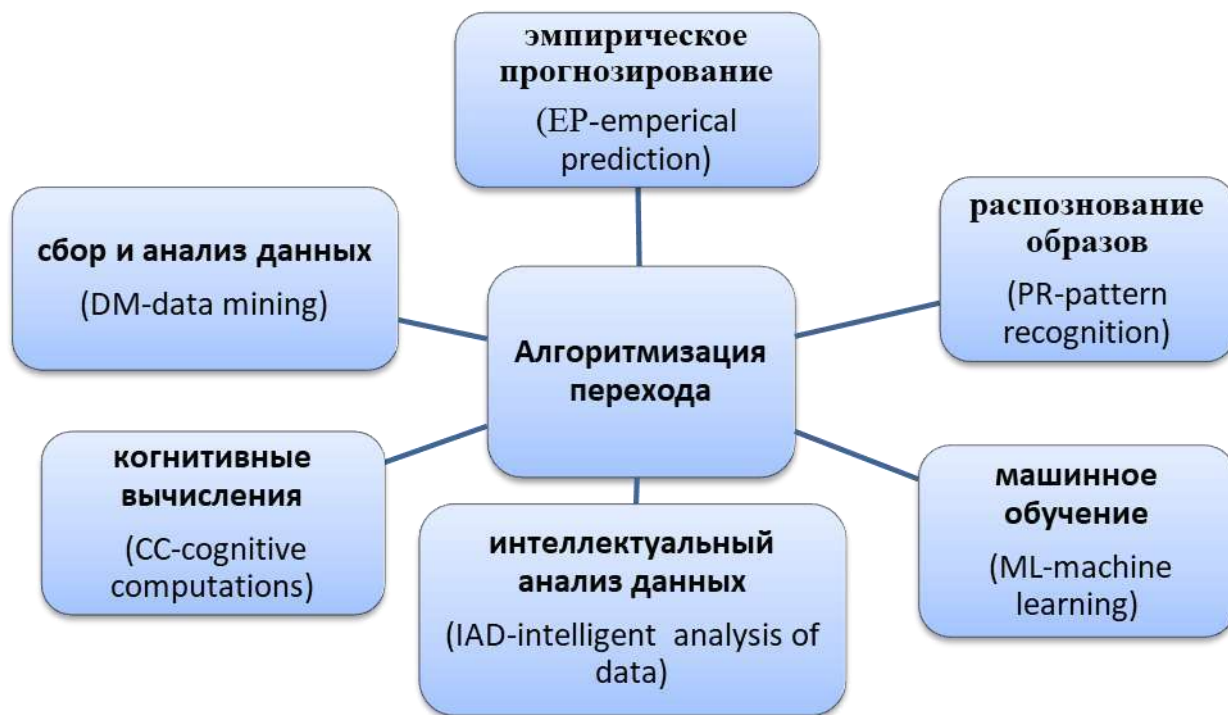 эмпирическое
прогнозирование
(EP-emperical
prediction)
сбор и анализ данных
(DM-data mining)
распознование
образов
(PR-pattern
recognition)
Алгоритмизация
перехода
когнитивные
вычисления
(CC-cognitive
computations)
интеллектуальный
анализ данных
(IAD-intelligent analysis of
data)
машинное
обучение
(ML-machine
learning)